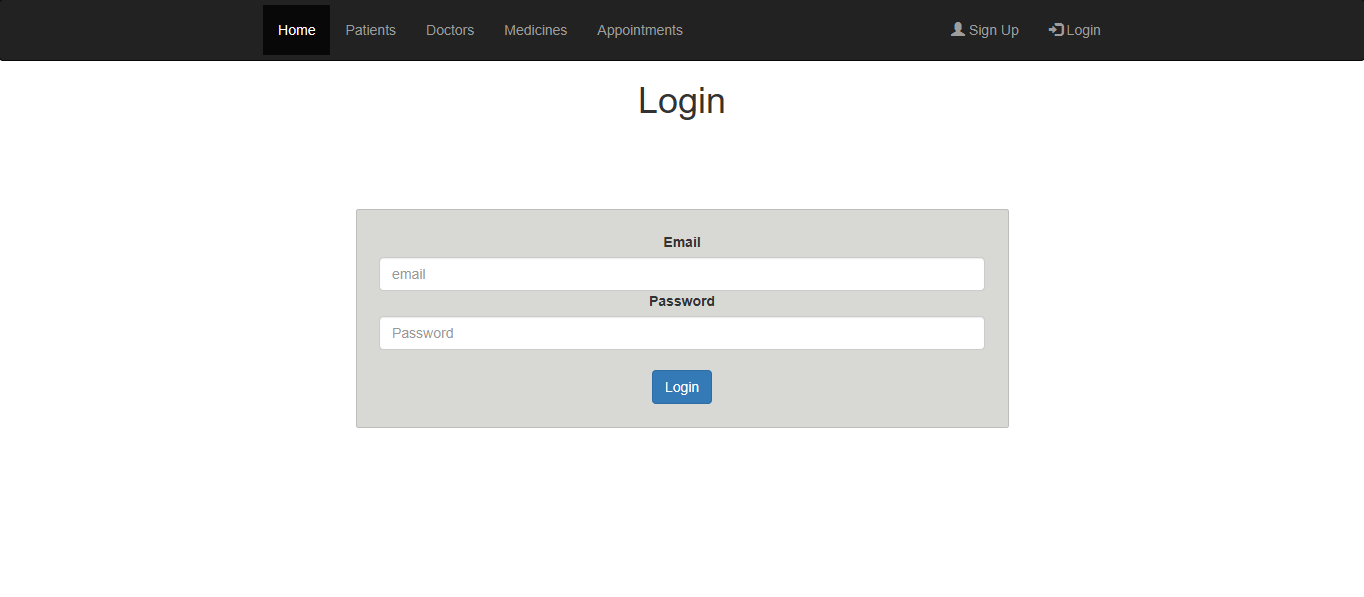 Home Patients Doctors Medicines Appointments Sign Up Login
Login
Email
email
Password
Password
Login